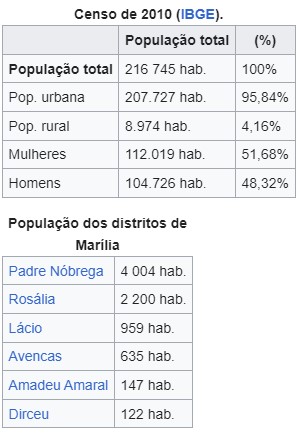 Censo de 2010 (IBGE).
População total (%)
População total 216 745 hab. 100%
Pop. urbana 207.727 hab. 95,84%
Pop. rural 8.974 hab. 4,16%
Mulheres 112.019 hab. 51,68%
Homens 104.726 hab. 48,32%
População dos distritos de
Marília
Padre Nóbrega 4 004 hab.
Rosália 2 200 hab.
Lácio 959 hab.
Avencas 635 hab.
Amadeu Amaral 147 hab.
Dirceu 122 hab.